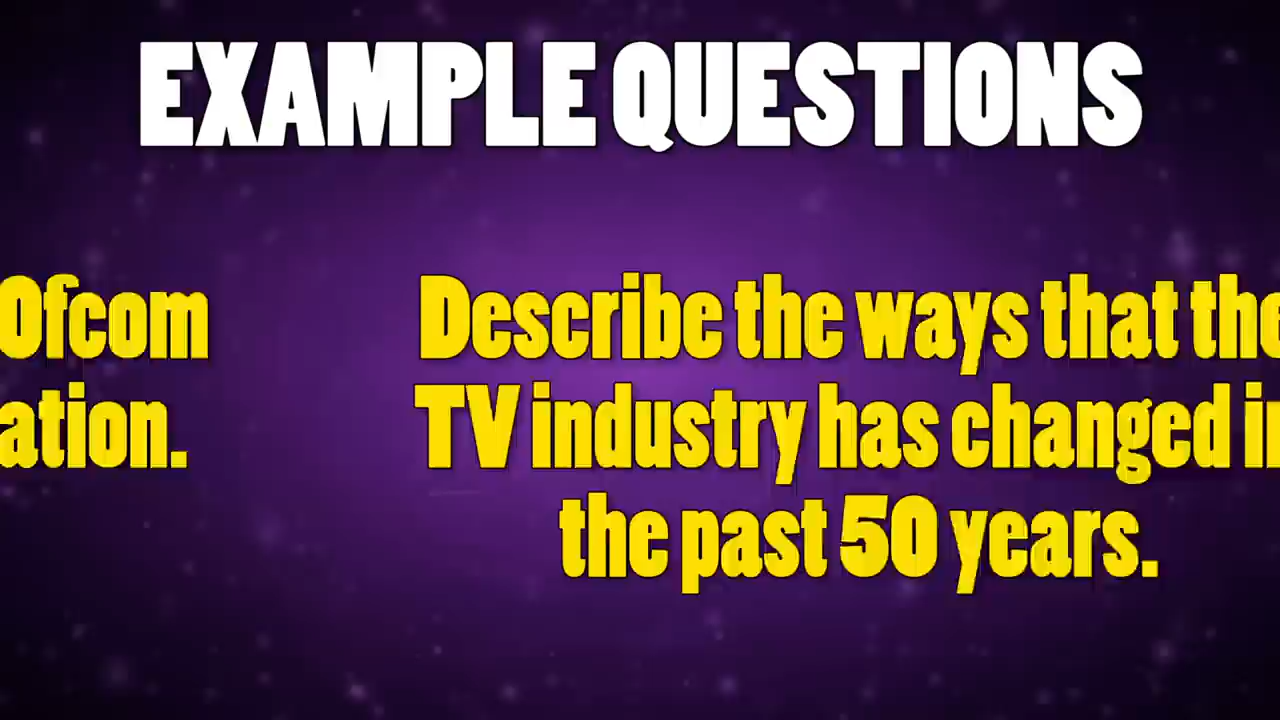 EXAMPLE QUESTIONS
Ofcom
ation.
Describe the ways that the
TV industry has changed in
the past 50 years.